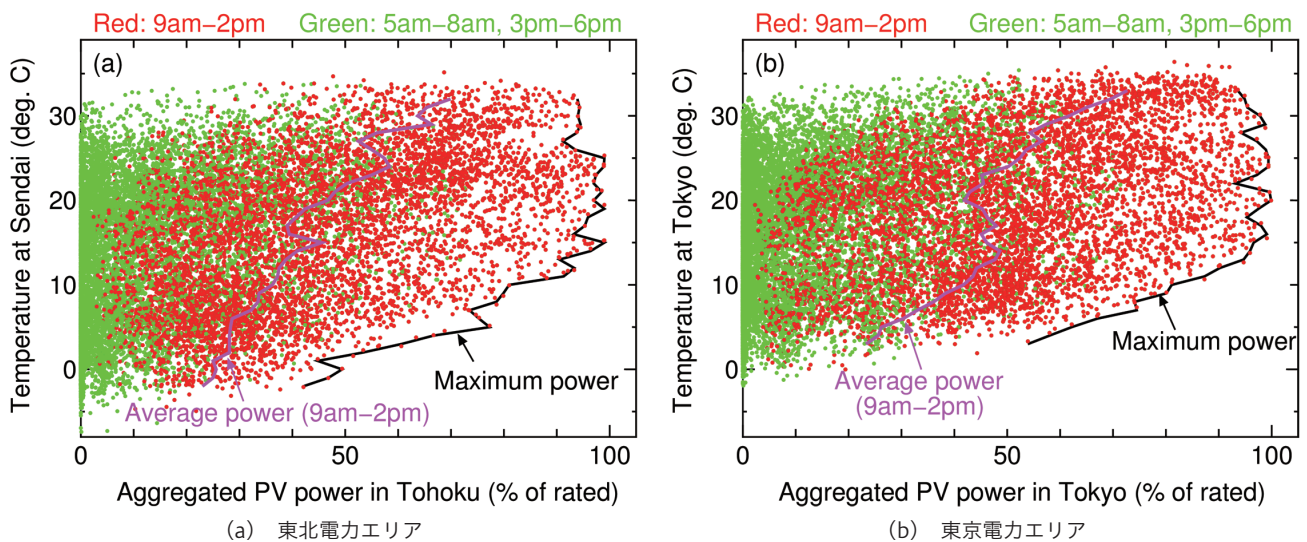 Red: 9am−2pm
Green: 5am−8am, 3pm−6pm
(a)
Temperature at Sendai (deg. C)
30
20
10
0
Maximum power
Average power (9am−2pm)
0
50
100
Aggregated PV power in Tohoku (% of rated)
(a) 東北電力エリア
Red: 9am−2pm
Green: 5am−8am, 3pm−6pm
(b)
Temperature at Tokyo (deg. C)
30
20
10
0
Maximum power
Average power
(9am−2pm)
0
50
100
Aggregated PV power in Tokyo (% of rated)
(b) 東京電力エリア